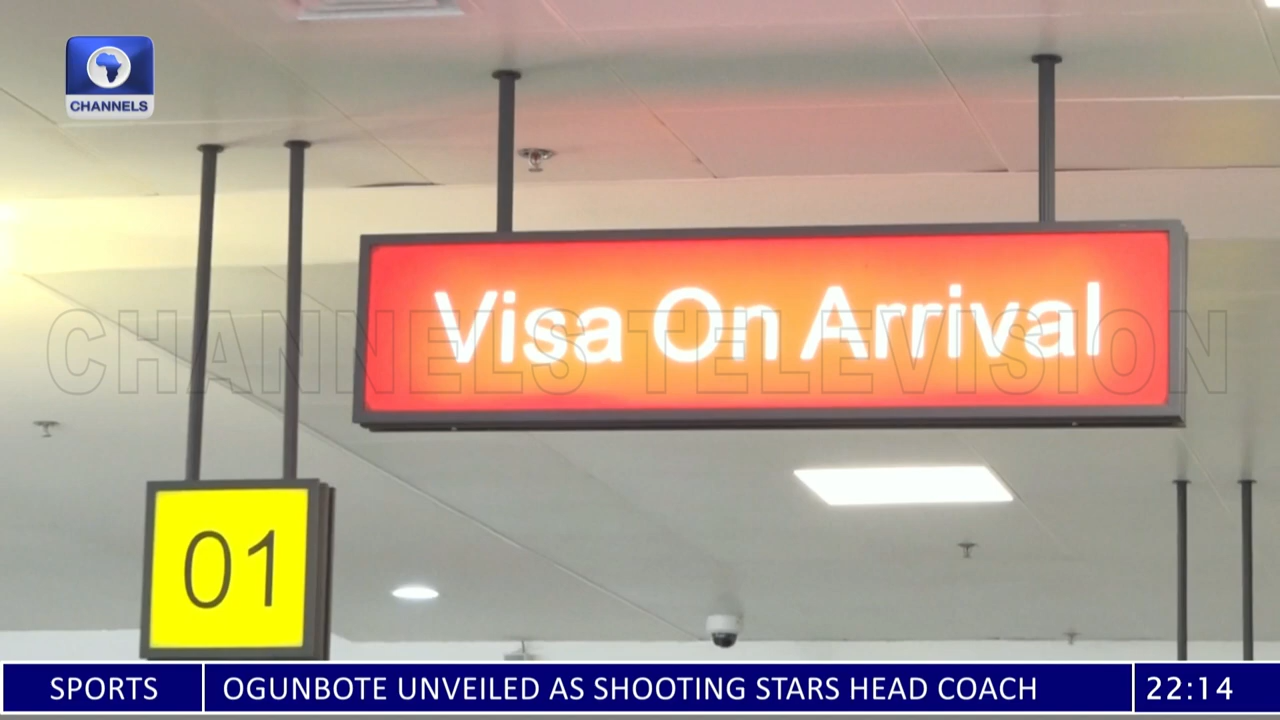 CHANNELS
Visa On Arrival
CHANNELS TELEVISION
01
SPORTS
OGUNBOTE UNVEILED AS SHOOTING STARS HEAD COACH
22:14